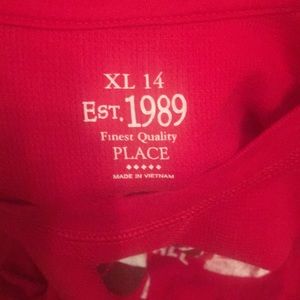 XL 14
EST. 1989
Finest Quality
PLACE
MADE IN VIETNAM